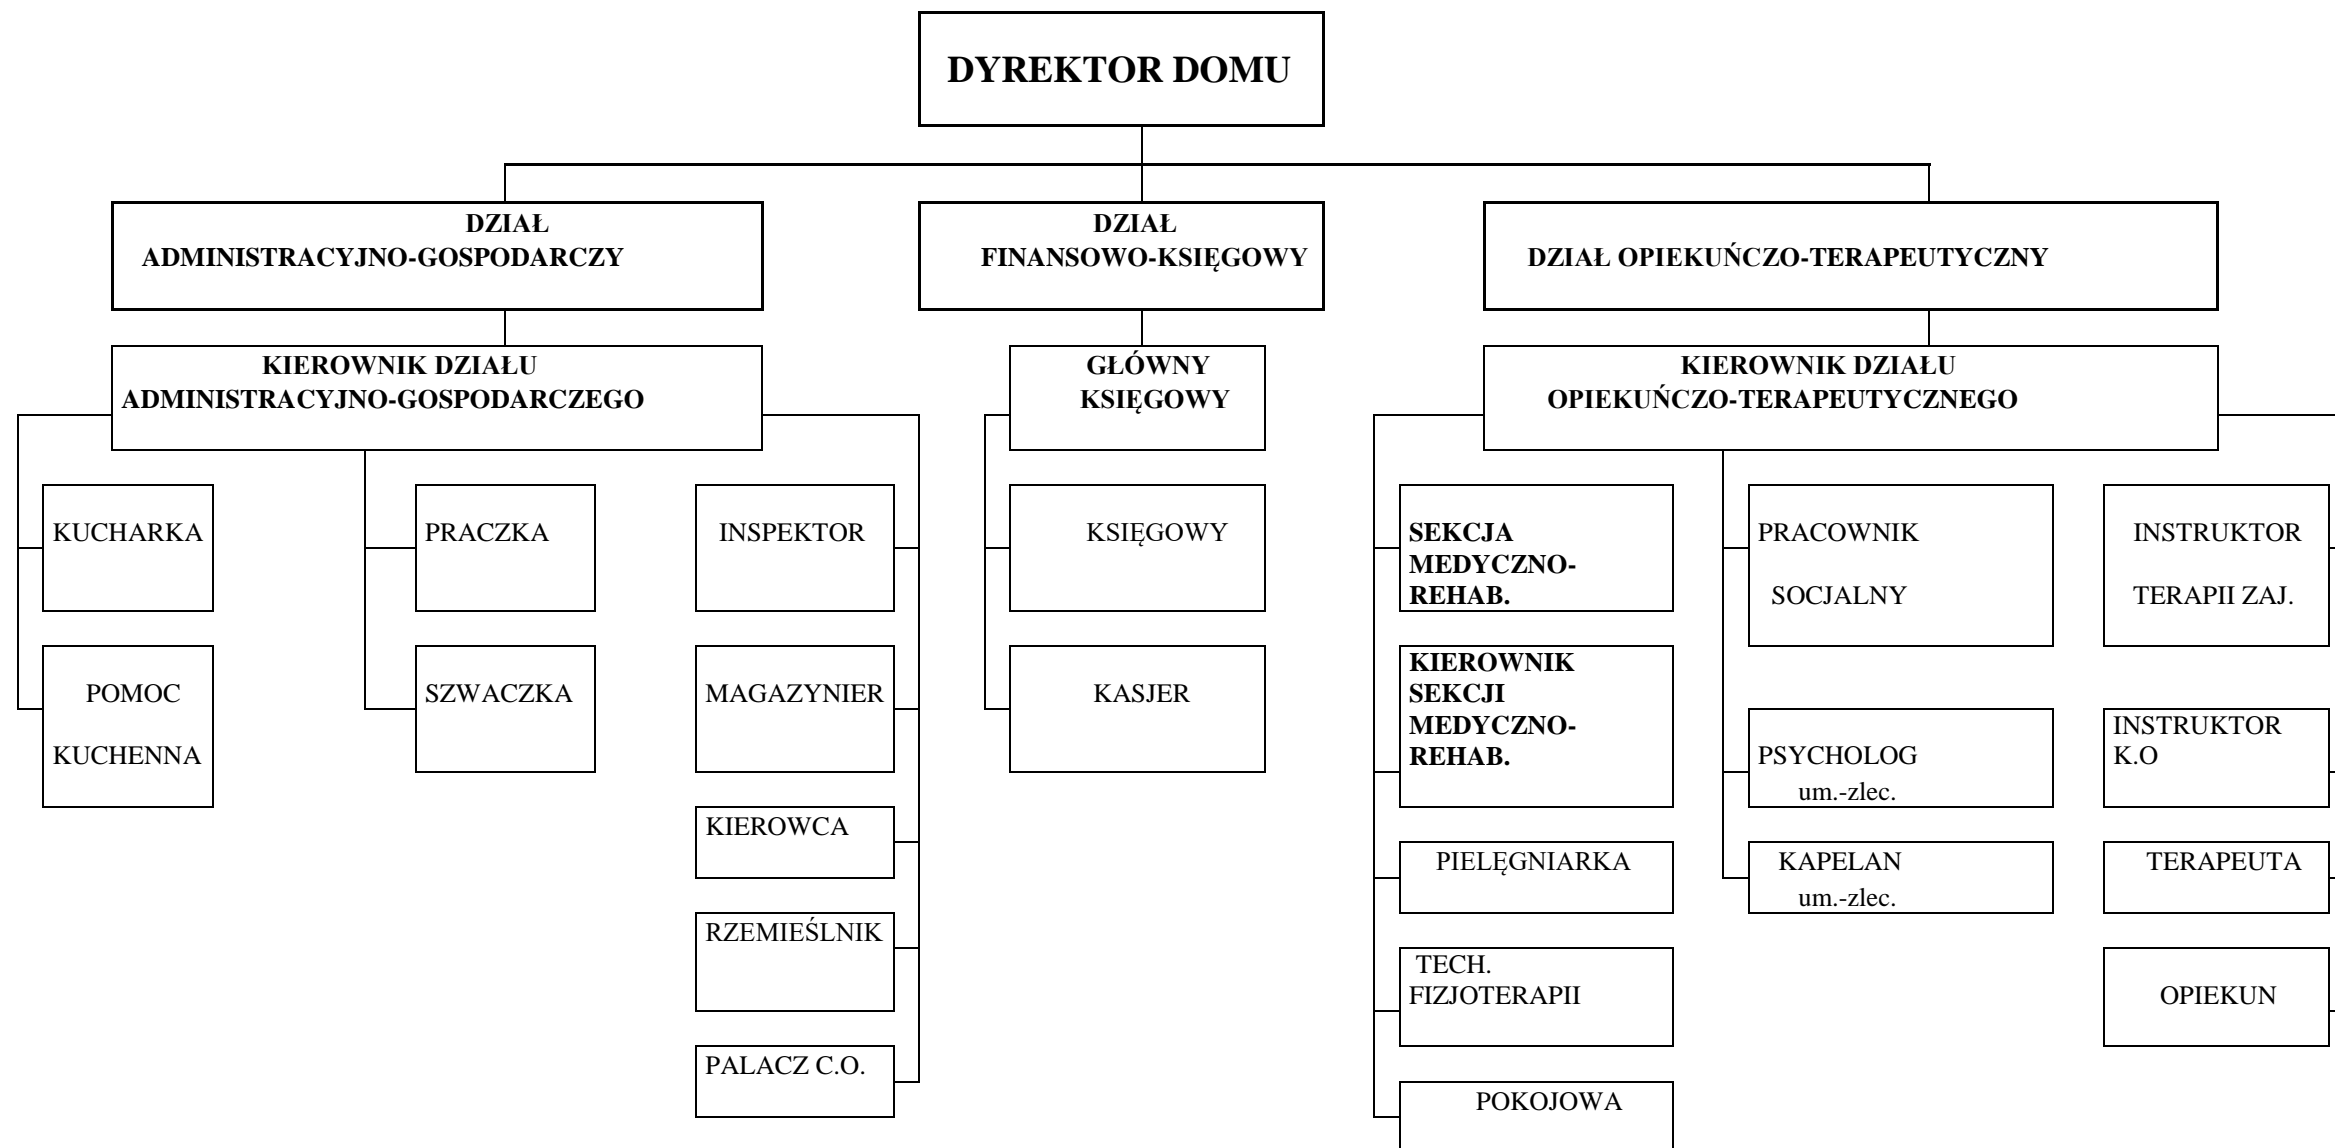 DYREKTOR DOMU
DZIAŁ
ADMINISTRACYJNO-GOSPODARCZY
DZIAŁ
FINANSOWO-KSIĘGOWY
DZIAŁ OPIEKUŃCZO-TERAPEUTYCZNY
KIEROWNIK DZIAŁU
ADMINISTRACYJNO-GOSPODARCZEGO
GŁÓWNY
KSIĘGOWY
KIEROWNIK DZIAŁU
OPIEKUŃCZO-TERAPEUTYCZNEGO
KUCHARKA
POMOC
KUCHENNA
PRACZKA
SZWACZKA
INSPEKTOR
MAGAZYNIER
KIEROWCA
RZEMIEŚLNIK
PALACZ C.O.
KSIĘGOWY
KASJER
SEKCJA
MEDYCZNO-
REHAB.
KIEROWNIK
SEKCJI
MEDYCZNO-
REHAB.
PIELĘGNIARKA
TECH.
FIZJOTERAPII
POKOJOWA
PRACOWNIK
SOCJALNY
PSYCHOLOG
um.-zlec.
KAPELAN
um.-zlec.
INSTRUKTOR
TERAPII ZAJ.
INSTRUKTOR
K.O
TERAPEUTA
OPIEKUN